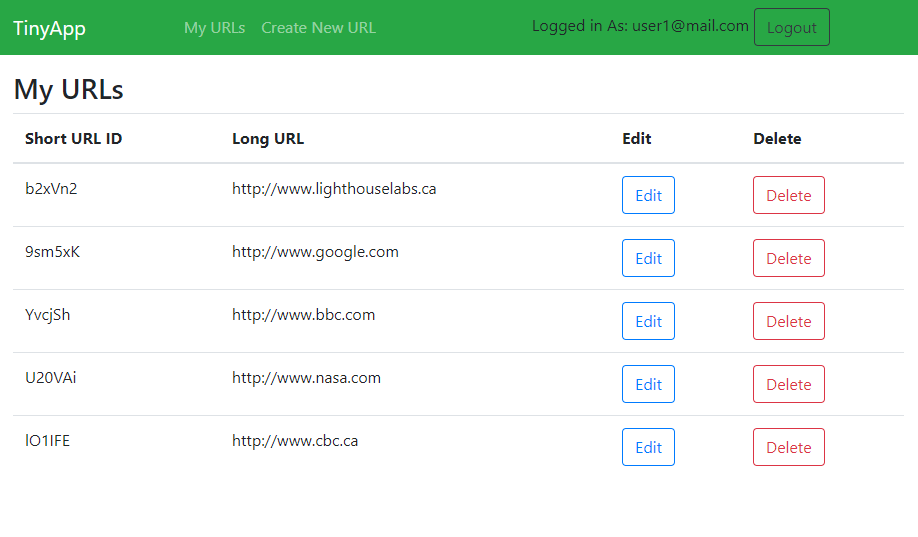 TinyApp My URLs Create New URL Logged in As: user1@mail.com Logout
My URLs
Short URL ID Long URL Edit Delete
b2xVn2 http://www.lighthouselabs.ca Edit Delete
9sm5xK http://www.google.com Edit Delete
YvcjSh http://www.bbc.com Edit Delete
U20VAi http://www.nasa.com Edit Delete
lO1IFE http://www.cbc.ca Edit Delete